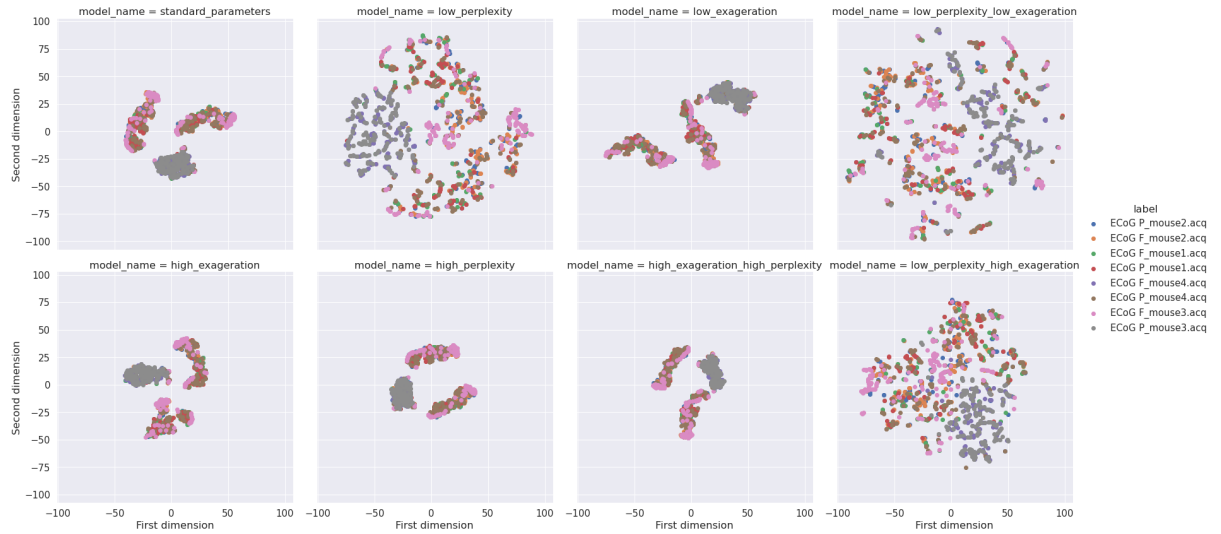 model_name = standard_parameters
model_name = low_perplexity
model_name = low_exageration
model_name = low_perplexity_low_exageration
100
75
50
25
0
−25
−50
−75
−100
Second dimension
model_name = high_exageration
model_name = high_perplexity
model_name = high_exageration_high_perplexity
model_name = low_perplexity_high_exageration
100
75
50
25
0
−25
−50
−75
−100
Second dimension
−100 −50 0 50 100
First dimension
−100 −50 0 50 100
First dimension
−100 −50 0 50 100
First dimension
−100 −50 0 50 100
First dimension
label
ECoG P_mouse2.acq
ECoG F_mouse2.acq
ECoG F_mouse1.acq
ECoG P_mouse1.acq
ECoG F_mouse4.acq
ECoG P_mouse4.acq
ECoG F_mouse3.acq
ECoG P_mouse3.acq